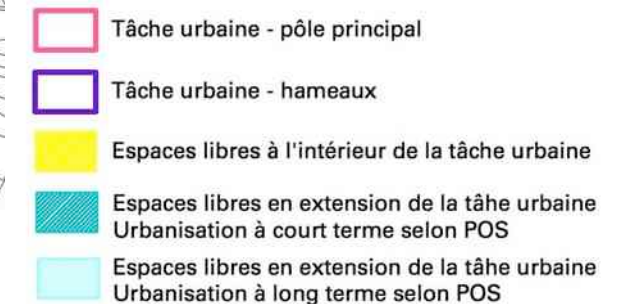 Tâche urbaine - pôle principal
Tâche urbaine - hameaux
Espaces libres à l'intérieur de la tâche urbaine
Espaces libres en extension de la tâhe urbaine
Urbanisation à court terme selon POS
Espaces libres en extension de la tâhe urbaine
Urbanisation à long terme selon POS